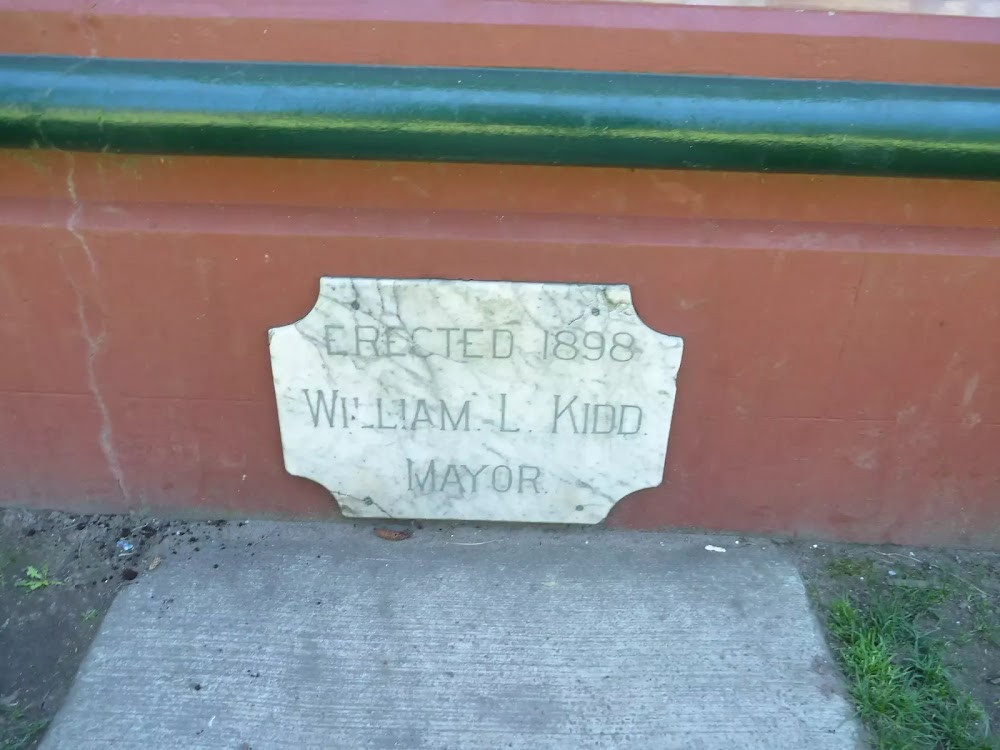 ERECTED 1898
WILLIAM. L. KIDD.
MAYOR.